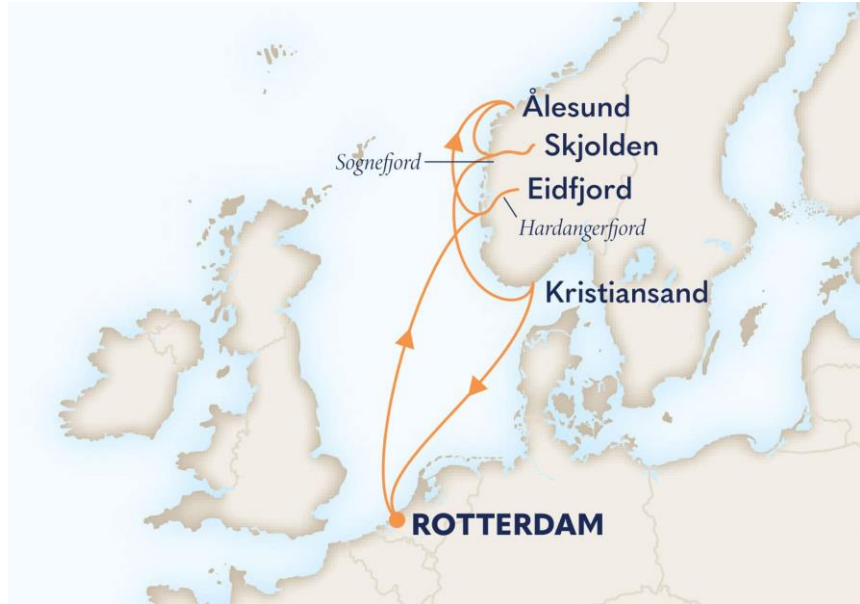 Ålesund
Skjolden
Sognefjord
Eidfjord
Hardangerfjord
Kristiansand
ROTTERDAM